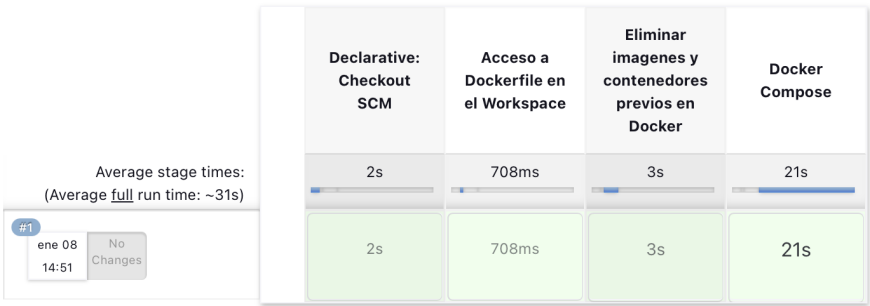 Declarative:
Checkout
SCM
Acceso a
Dockerfile en
el Workspace
Eliminar
imagenes y
contenedores
previos en
Docker
Docker
Compose
Average stage times:
(Average full run time: ~31s)
2s
708ms
3s
21s
#1
ene 08
14:51
No
Changes
2s
708ms
3s
21s